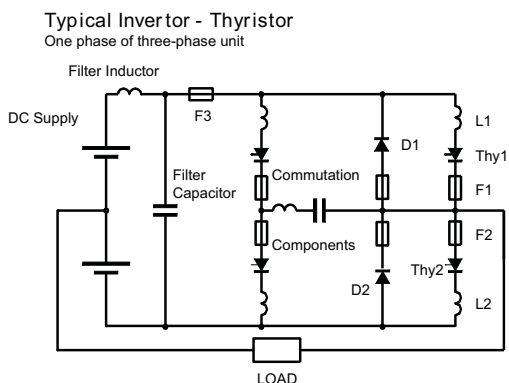 Typical Invertor - Thyristor
One phase of three-phase unit
Filter Inductor
DC Supply
F3
L1
D1
Thy1
Filter
Capacitor
Commutation
F1
Components
F2
Thy2
D2
L2
LOAD